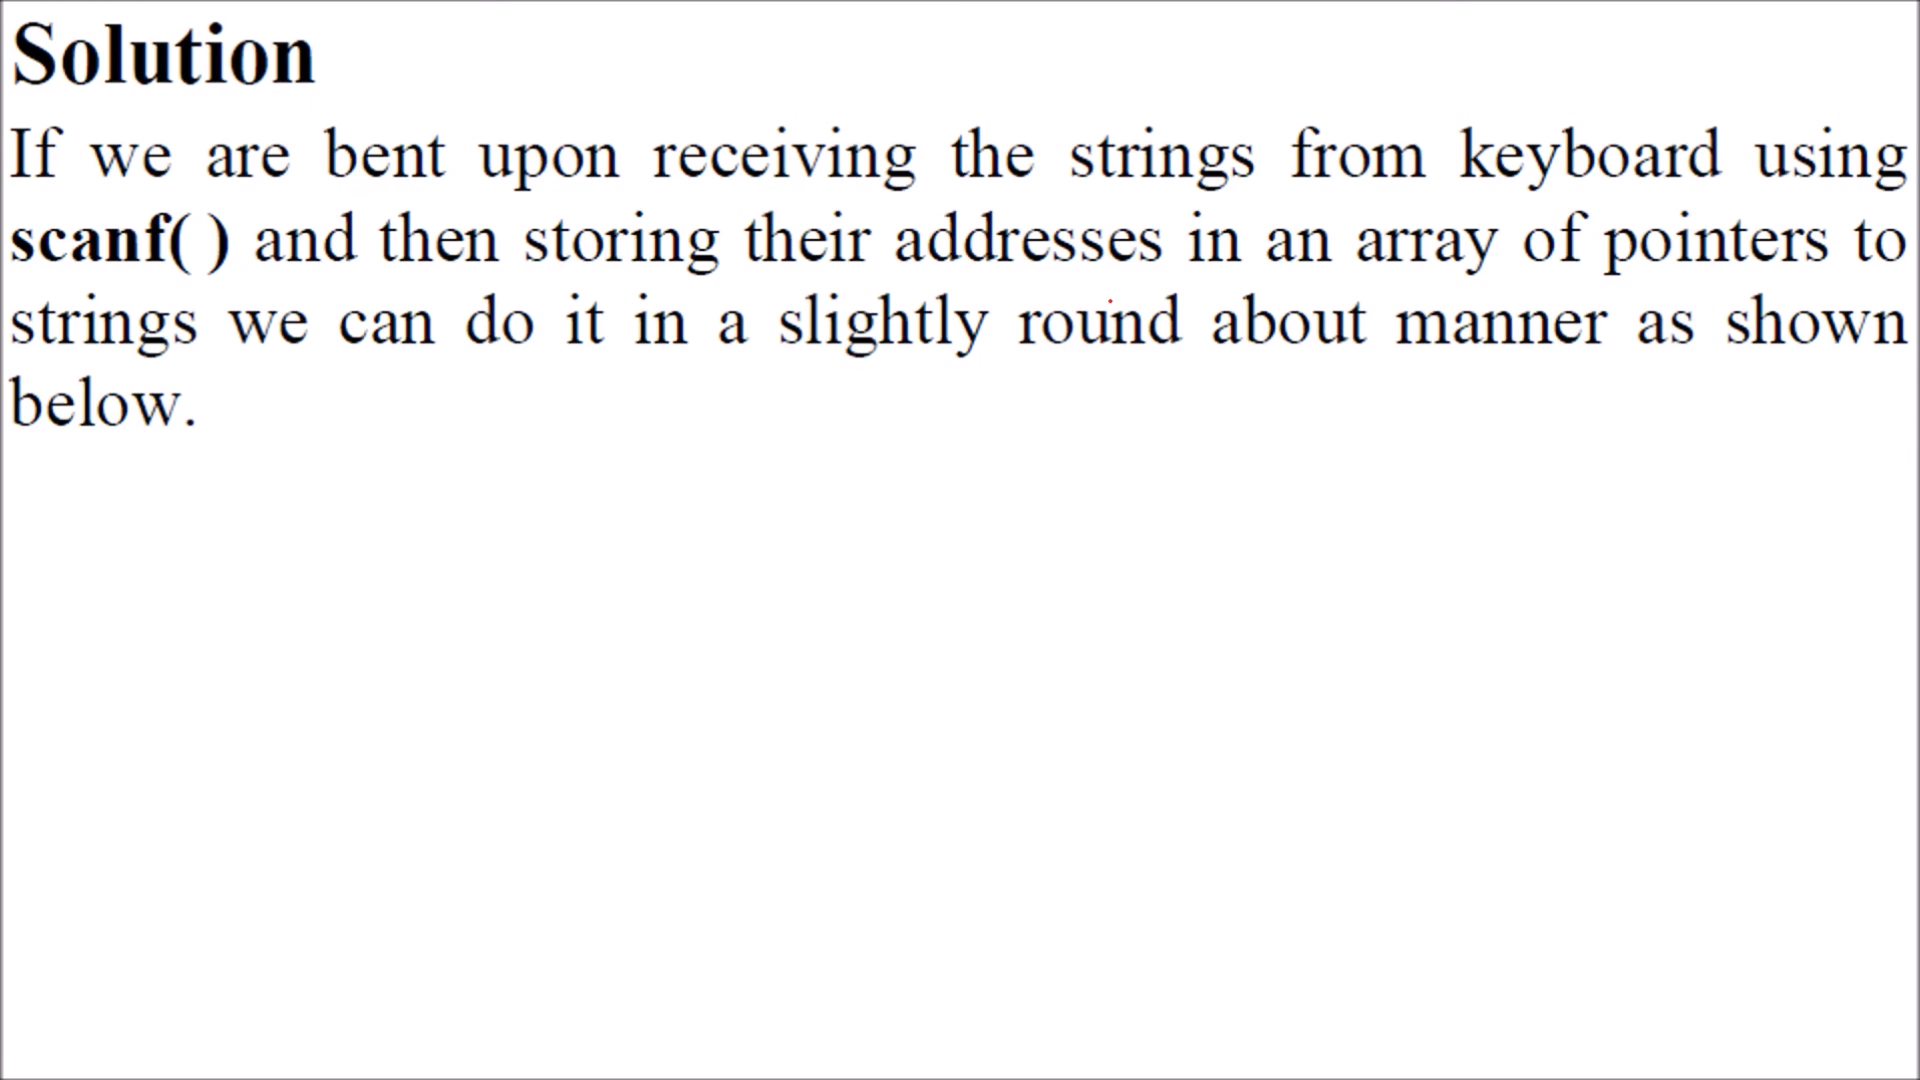 Solution
If we are bent upon receiving the strings from keyboard using
scanf( ) and then storing their addresses in an array of pointers to
strings we can do it in a slightly round about manner as shown
below.